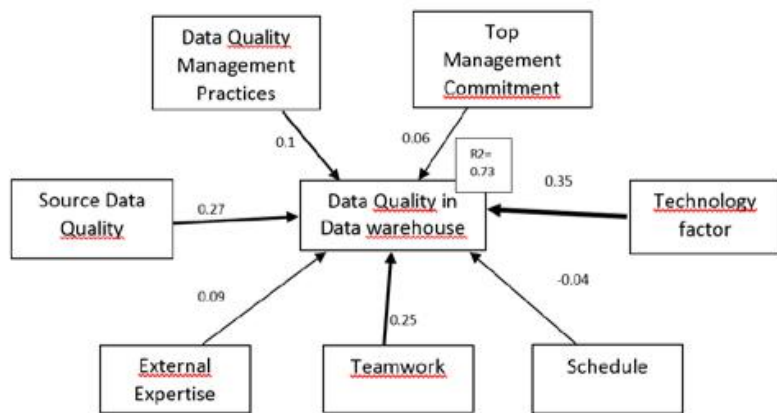 Data Quality
Management
Practices
Top
Management
Commitment
0.1
0.06
R2=
0.73
Source Data
Quality
0.27
Data Quality in
Data warehouse
0.35
Technology
factor
0.09
0.25
-0.04
External
Expertise
Teamwork
Schedule